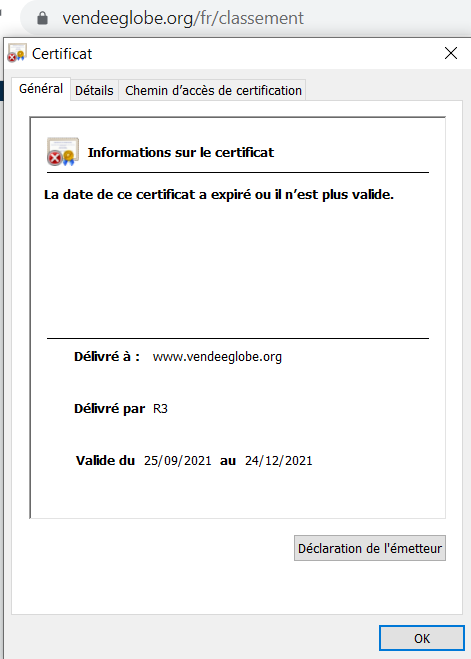 vendeeglobe.org/fr/classement
Certificat
Général Détails Chemin d'accès de certification
Informations sur le certificat
La date de ce certificat a expiré ou il n'est plus valide.
Délivré à : www.vendeeglobe.org
Délivré par R3
Valide du 25/09/2021 au 24/12/2021
Déclaration de l'émetteur
OK